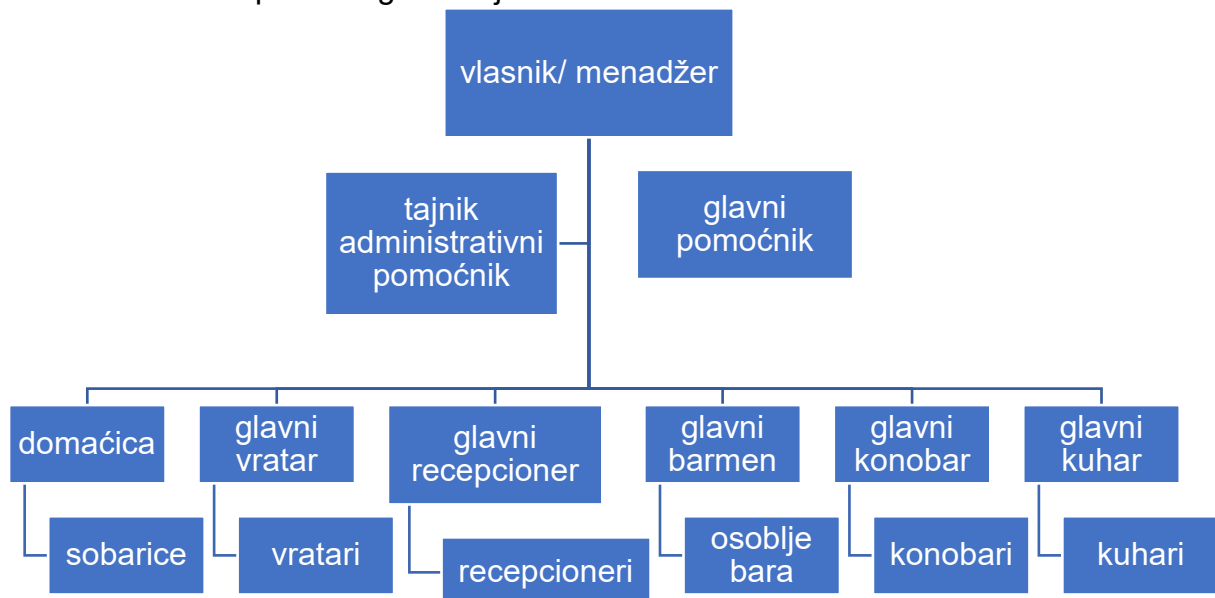 vlasnik/ menadžer
tajnik
administrativni
pomoćnik
glavni
pomoćnik
domaćica
glavni
vratar
glavni
recepcioner
glavni
barmen
glavni
konobar
glavni
kuhar
sobarice
vratari
recepcioneri
osoblje
bara
konobari
kuhari